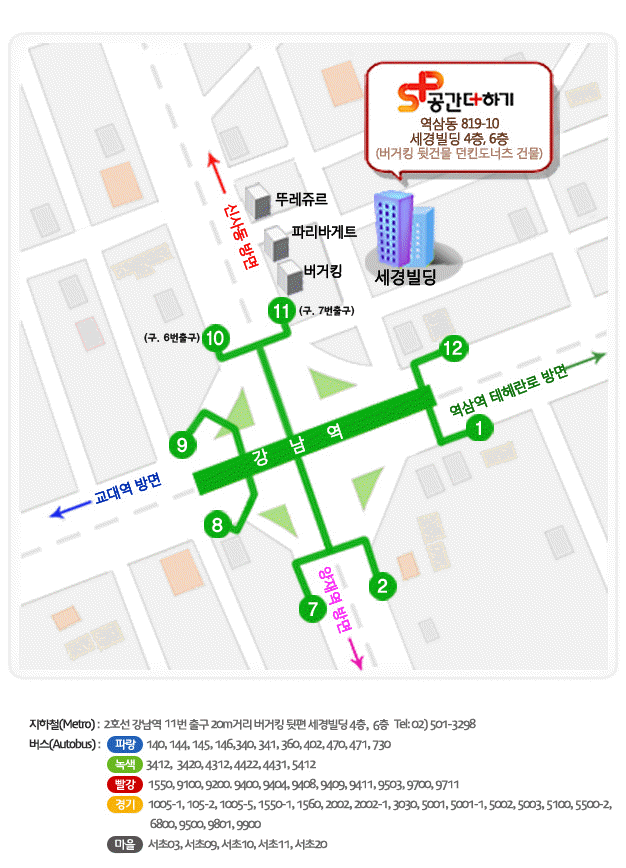 SP공간더하기
역삼동 819-10
세경빌딩 4층, 6층
(버거킹 뒷건물 던킨도너츠 건물)
신사동 방면
뚜레쥬르
파리바게트
버거킹
세경빌딩
11 (구. 7번출구)
(구. 6번출구) 10
12
역삼역 테헤란로 방면
1
9
강남역
교대역 방면
8
양재역 방면
2
7
지하철(Metro) : 2호선 강남역 11번 출구 20m거리 버거킹 뒷편 세경빌딩 4층, 6층 Tel: 02) 501-3298
버스(Autobus) : 파랑 140, 144, 145, 146,340, 341, 360, 402, 470, 471, 730
녹색 3412, 3420, 4312, 4422, 4431, 5412
빨강 1550, 9100, 9200. 9400, 9404, 9408, 9409, 9411, 9503, 9700, 9711
경기 1005-1, 105-2, 1005-5, 1550-1, 1560, 2002, 2002-1, 3030, 5001, 5001-1, 5002, 5003, 5100, 5500-2,
6800, 9500, 9801, 9900
마을 서초03, 서초09, 서초10, 서초11, 서초20